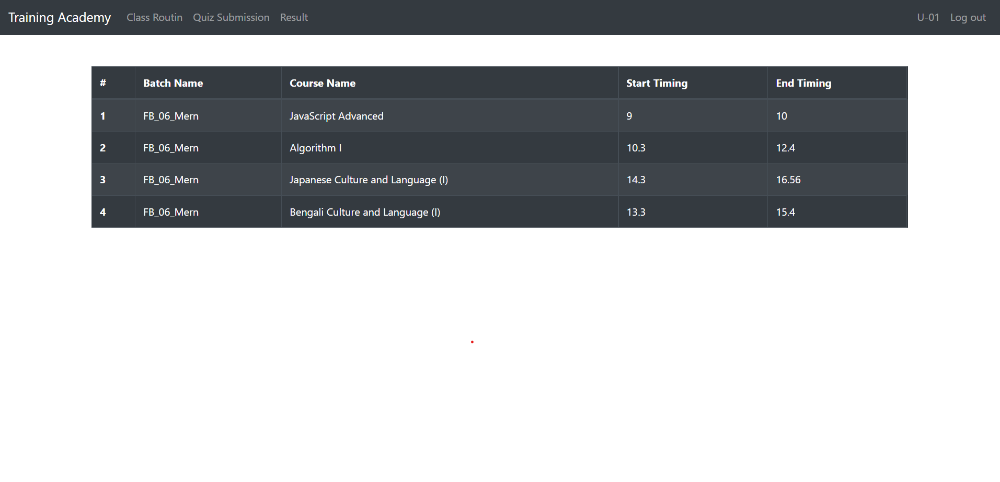 Training Academy Class Routin Quiz Submission Result U-01 Log out
# Batch Name Course Name Start Timing End Timing
1 FB_06_Mern JavaScript Advanced 9 10
2 FB_06_Mern Algorithm I 10.3 12.4
3 FB_06_Mern Japanese Culture and Language (I) 14.3 16.56
4 FB_06_Mern Bengali Culture and Language (I) 13.3 15.4